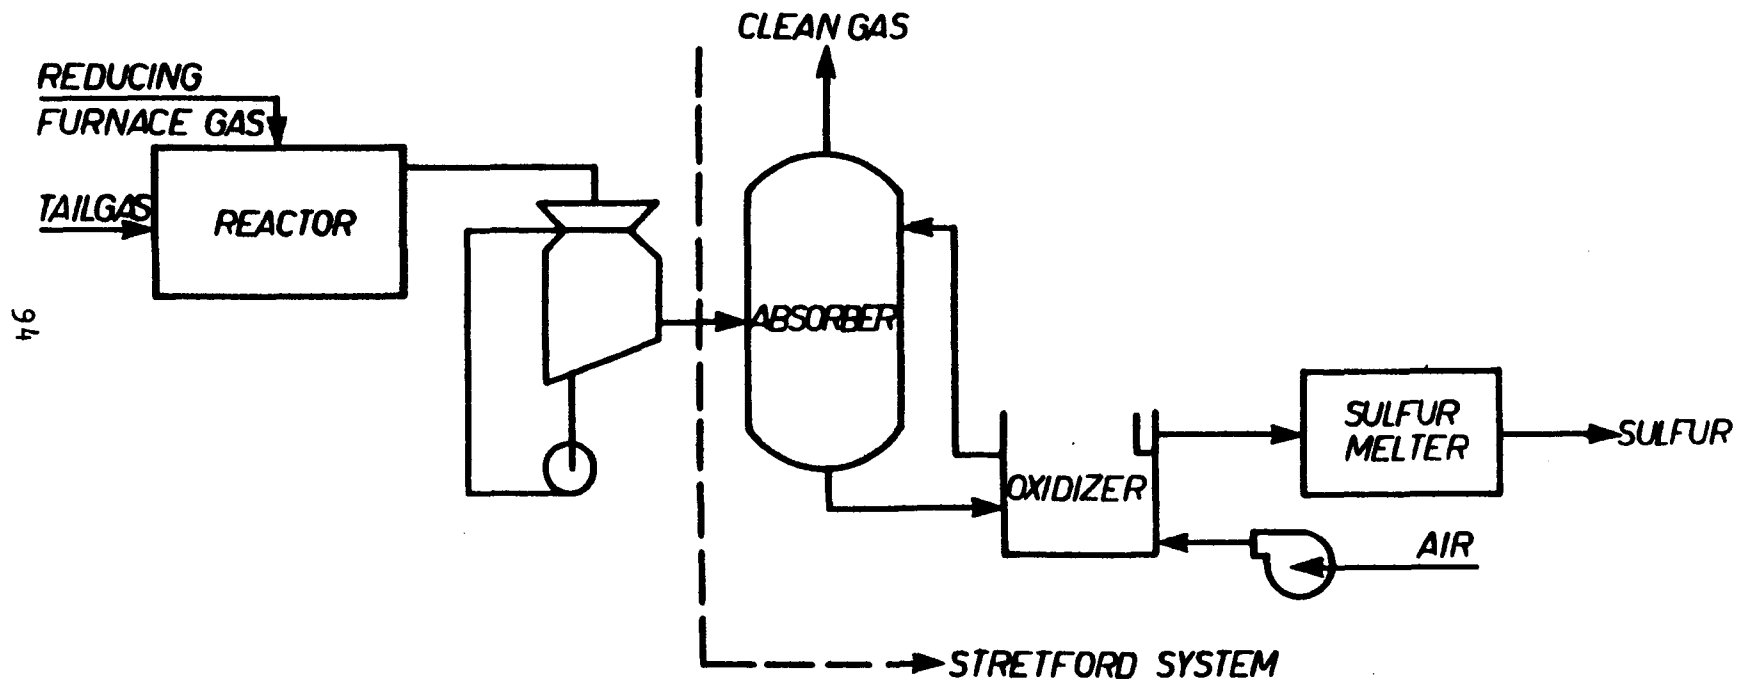 CLEAN GAS
REDUCING
FURNACE GAS
TAILGAS
REACTOR
ABSORBER
SULFUR
MELTER
SULFUR
OXIDIZER
AIR
STRETFORD SYSTEM
94